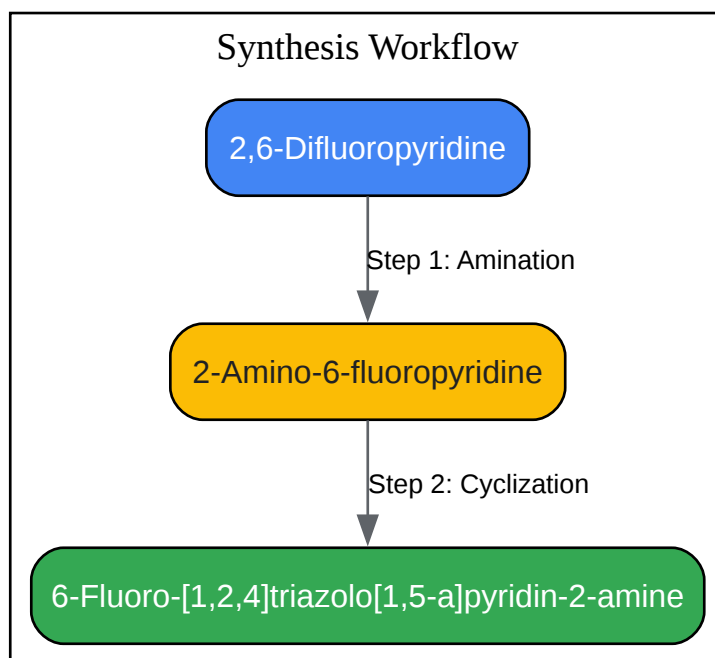 Synthesis Workflow
2,6-Difluoropyridine
Step 1: Amination
2-Amino-6-fluoropyridine
Step 2: Cyclization
6-Fluoro-[1,2,4]triazolo[1,5-a]pyridin-2-amine